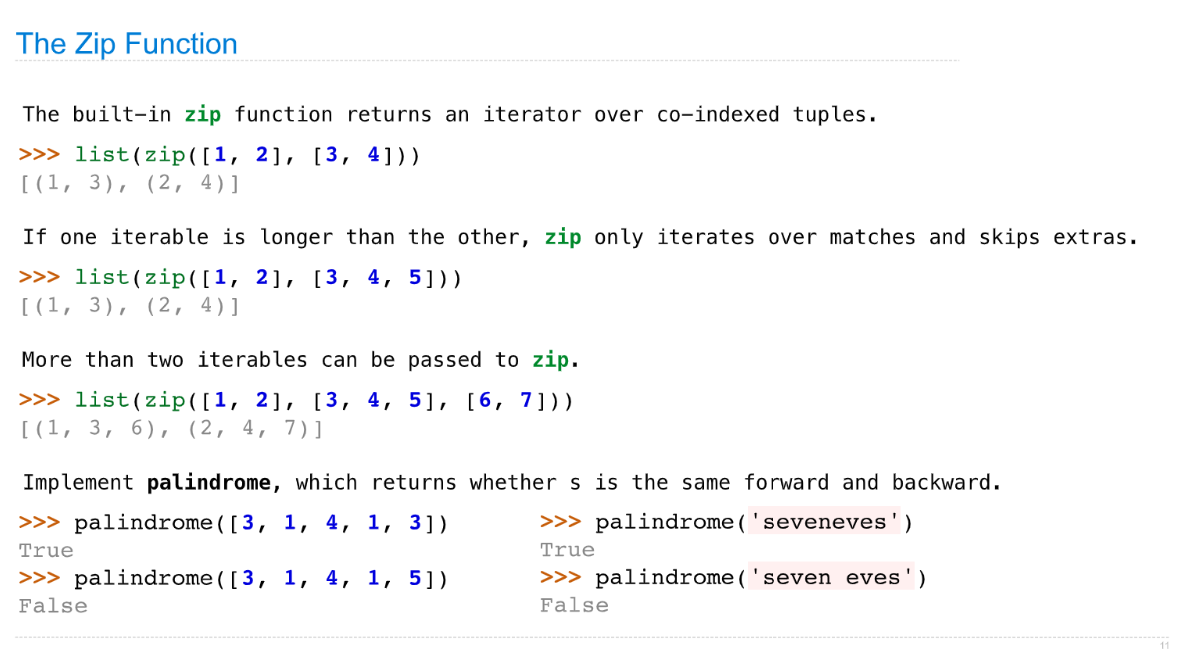 The Zip Function
The built-in zip function returns an iterator over co-indexed tuples.
>>> list(zip([1, 2], [3, 4]))
[(1, 3), (2, 4)]
If one iterable is longer than the other, zip only iterates over matches and skips extras.
>>> list(zip([1, 2], [3, 4, 5]))
[(1, 3), (2, 4)]
More than two iterables can be passed to zip.
>>> list(zip([1, 2], [3, 4, 5], [6, 7]))
[(1, 3, 6), (2, 4, 7)]
Implement palindrome, which returns whether s is the same forward and backward.
>>> palindrome([3, 1, 4, 1, 3])
True
>>> palindrome([3, 1, 4, 1, 5])
False
>>> palindrome('seveneves')
True
>>> palindrome('seven eves')
False
11